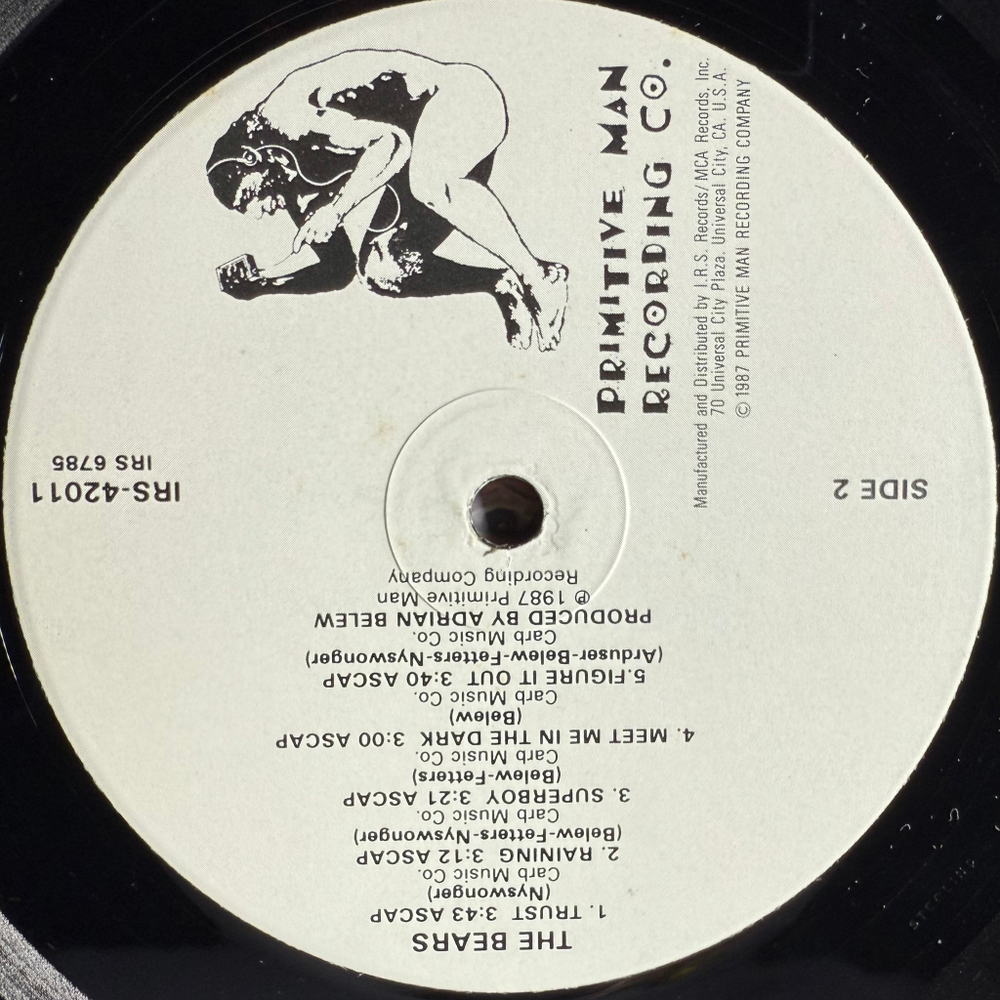 PRIMITIVE MAN
RECORDING CO.
Manufactured and Distributed by I.R.S. Records/MCA Records, Inc.
70 Universal City Plaza, Universal City, CA. U.S.A.
© 1987 PRIMITIVE MAN RECORDING COMPANY
SIDE 2
IRS-42011
IRS 6785
THE BEARS
1. TRUST 3:43 ASCAP
(Nyswonger)
Carb Music Co.
2. RAINING 3:12 ASCAP
(Belew-Fetters-Nyswonger)
Carb Music Co.
3. SUPERBOY 3:21 ASCAP
(Belew-Fetters)
Carb Music Co.
4. MEET ME IN THE DARK 3:00 ASCAP
(Belew)
Carb Music Co.
5.FIGURE IT OUT 3:40 ASCAP
(Arduser-Belew-Fetters-Nyswonger)
Carb Music Co.
PRODUCED BY ADRIAN BELEW
℗ 1987 Primitive Man
Recording Company